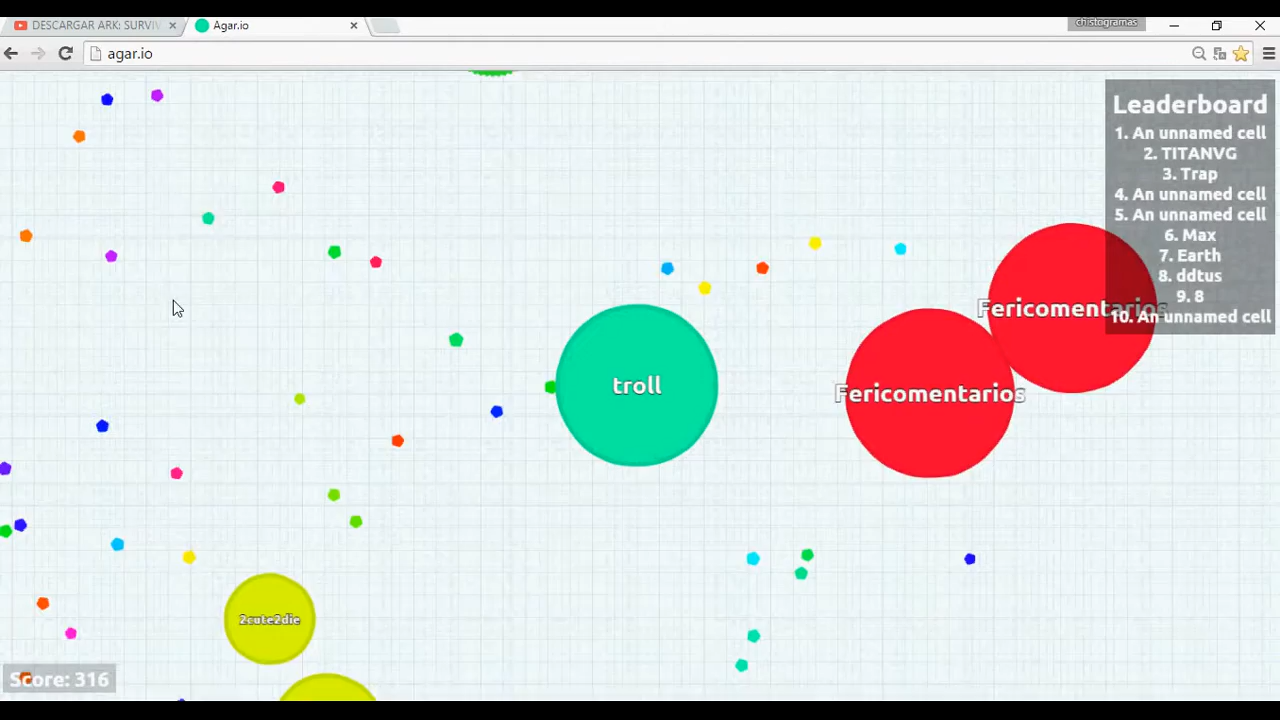 DESCARGAR ARK: SURVIV
Agar.io
chistogramas
agar.io
Leaderboard
1. An unnamed cell
2. TITANVG
3. Trap
4. An unnamed cell
5. An unnamed cell
6. Max
7. Earth
8. ddtus
9. 8
10. An unnamed cell
Fericomentarios
troll
Fericomentarios
2cute2die
Score: 316